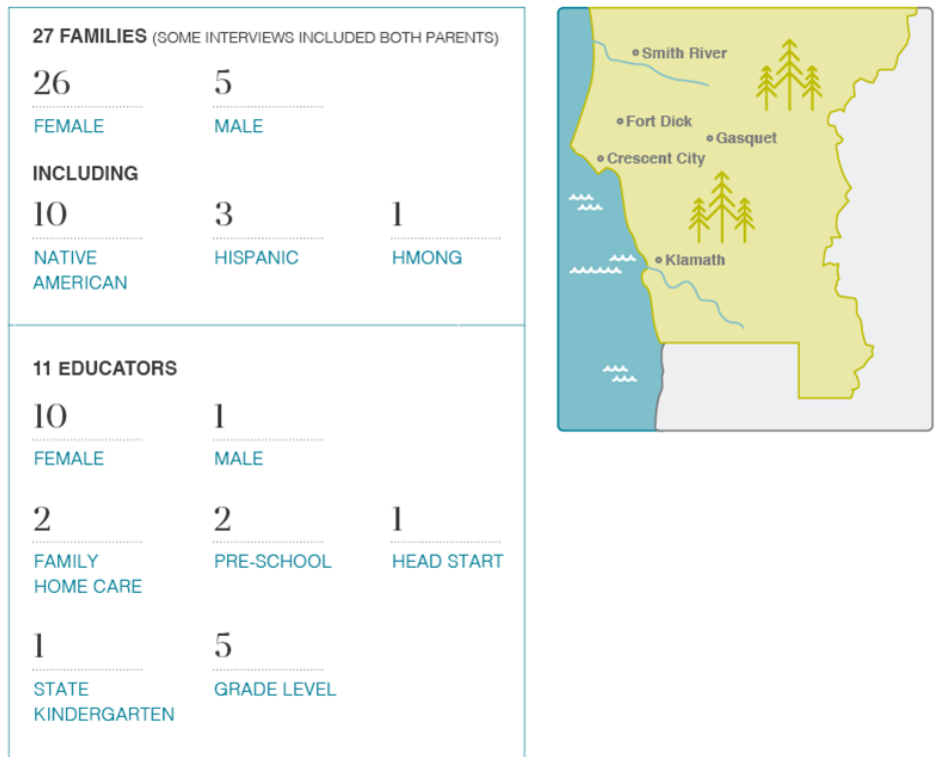 27 FAMILIES (SOME INTERVIEWS INCLUDED BOTH PARENTS)
26
FEMALE
5
MALE
INCLUDING
10
NATIVE
AMERICAN
3
HISPANIC
1
HMONG
11 EDUCATORS
10
FEMALE
1
MALE
2
FAMILY
HOME CARE
2
PRE-SCHOOL
1
HEAD START
1
STATE
KINDERGARTEN
5
GRADE LEVEL
Smith River
Fort Dick
Gasquet
Crescent City
Klamath